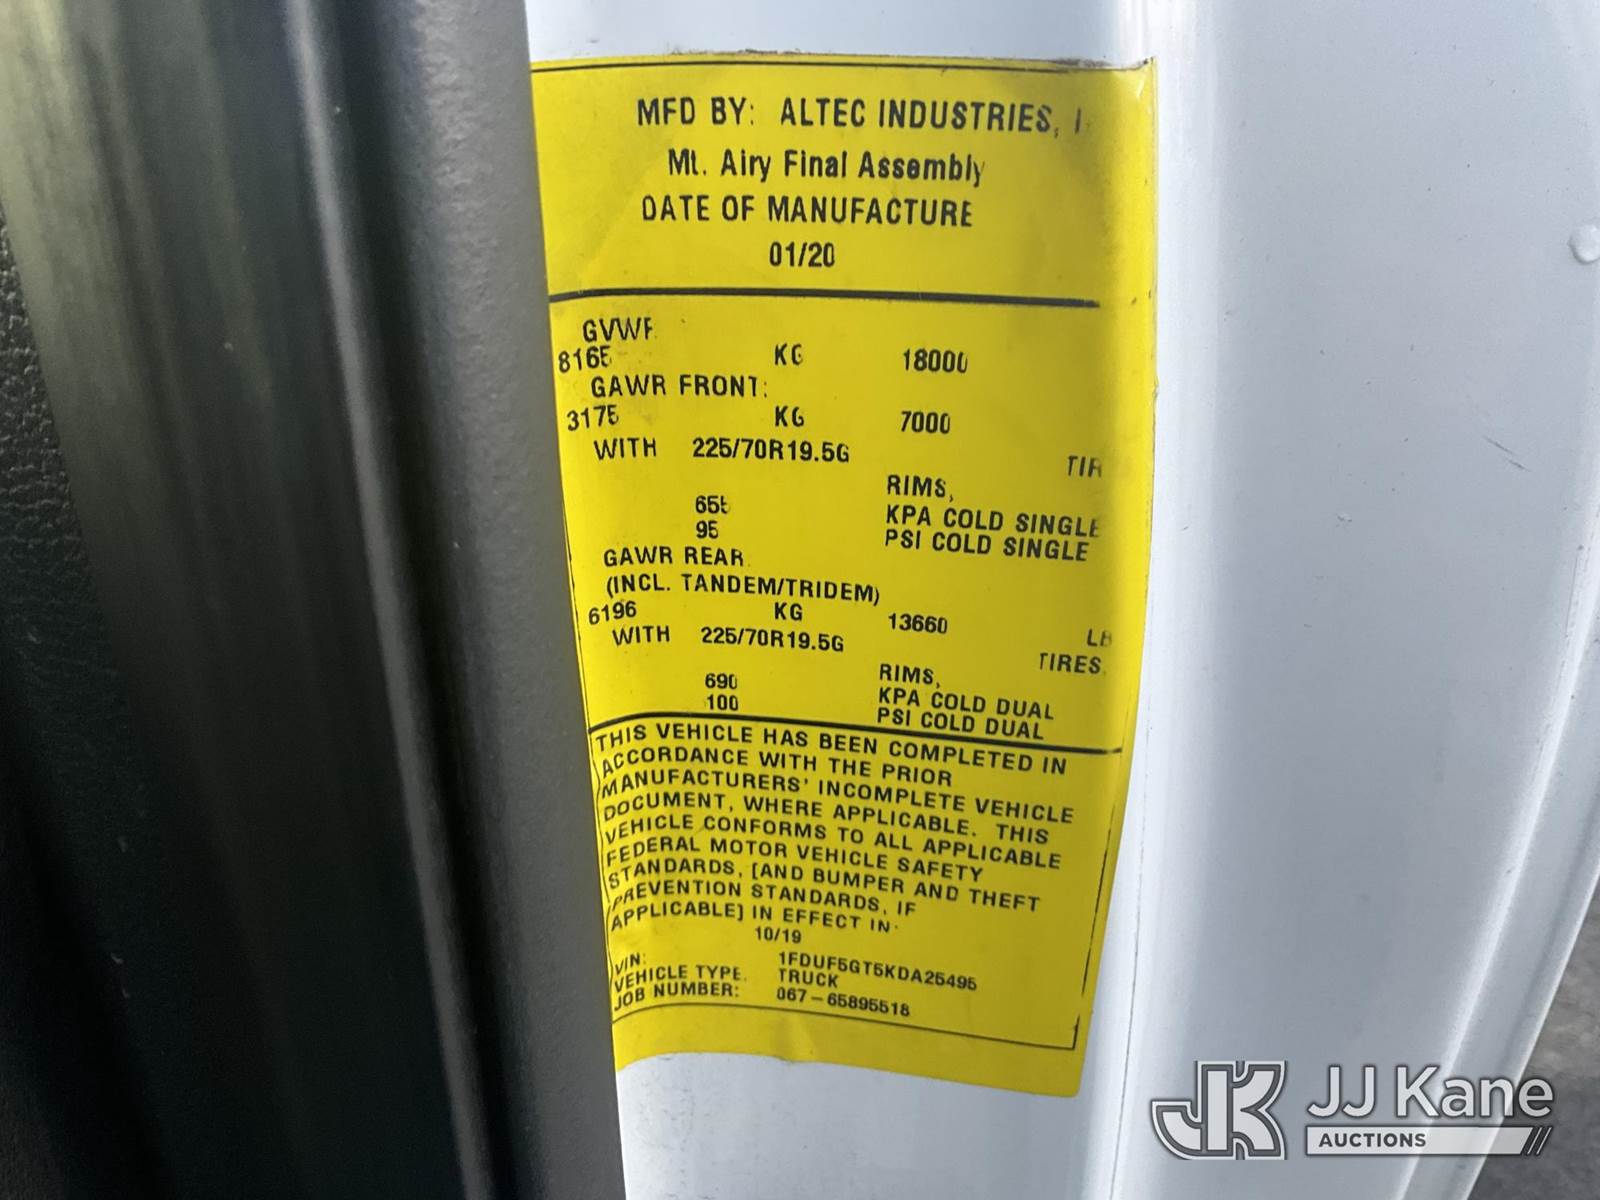 MFD BY: ALTEC INDUSTRIES, I
Mt. Airy Final Assembly
DATE OF MANUFACTURE
01/20
GVWR
8165 KG 18000
GAWR FRONT:
3175 KG 7000
WITH 225/70R19.5G TIR
RIMS,
655 KPA COLD SINGLE
95 PSI COLD SINGLE
GAWR REAR
(INCL. TANDEM/TRIDEM)
6196 KG 13660 LB
WITH 225/70R19.5G TIRES,
RIMS,
690 KPA COLD DUAL
100 PSI COLD DUAL
THIS VEHICLE HAS BEEN COMPLETED IN
ACCORDANCE WITH THE PRIOR
MANUFACTURERS' INCOMPLETE VEHICLE
DOCUMENT, WHERE APPLICABLE. THIS
VEHICLE CONFORMS TO ALL APPLICABLE
FEDERAL MOTOR VEHICLE SAFETY
STANDARDS, [AND BUMPER AND THEFT
PREVENTION STANDARDS, IF
APPLICABLE] IN EFFECT IN:
10/19
VIN: 1FDUF5GT5KDA25495
VEHICLE TYPE: TRUCK
JOB NUMBER: 067-65895518
JK JJ Kane
AUCTIONS